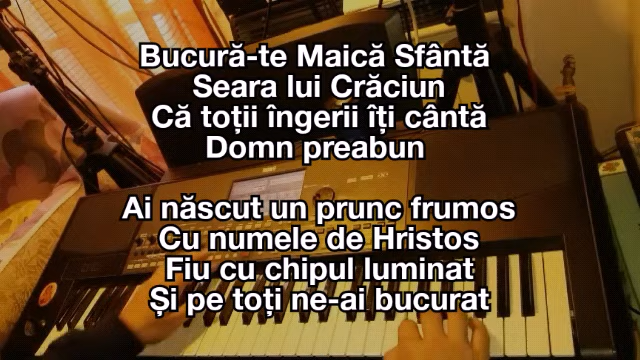 Bucură-te Maică Sfântă
Seara lui Crăciun
Că toții îngerii îți cântă
Domn preabun
Ai născut un prunc frumos
Cu numele de Hristos
Fiu cu chipul luminat
Și pe toți ne-ai bucurat